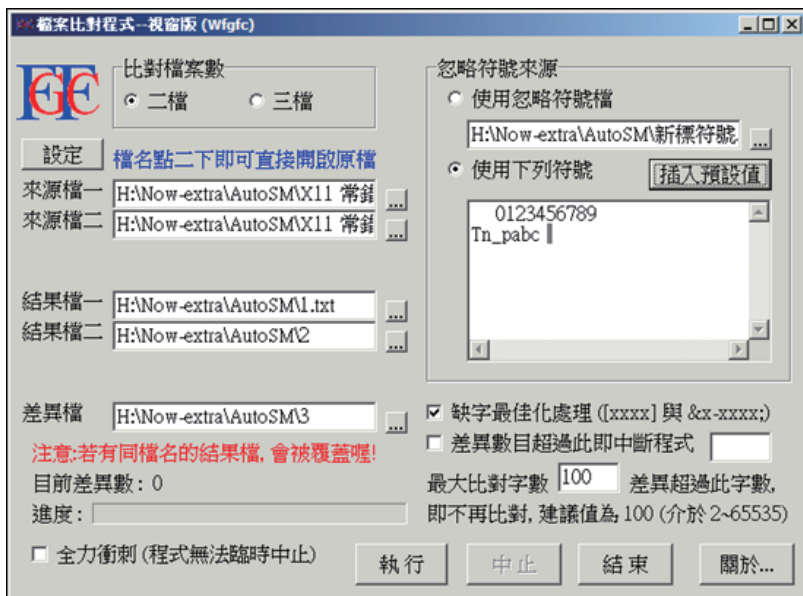 檔案比對程式--視窗版 (Wfgfc)
FGFC
比對檔案數
二檔
三檔
設定
檔名點二下即可直接開啟原檔
來源檔一 H:\Now-extra\AutoSM\X11 常
來源檔二 H:\Now-extra\AutoSM\X11 常
結果檔一 H:\Now-extra\AutoSM\1.txt ...
結果檔二 H:\Now-extra\AutoSM\2 ...
差異檔 H:\Now-extra\AutoSM\3 ...
注意:若有同檔名的結果檔, 會被覆蓋喔!
目前差異數: 0
進度:
全力衝刺 (程式無法臨時中止)
忽略符號來源
使用忽略符號檔
H:\Now-extra\AutoSM\新標符號. ...
使用下列符號
插入預設值
0123456789
Tn_pabc
缺字最佳化處理 ([xxxx] 與 &x-xxxx;)
差異數目超過此即中斷程式
最大比對字數 100 差異超過此字數,
即不再比對, 建議值為 100 (介於 2~65535)
執行
中止
結束
關於...